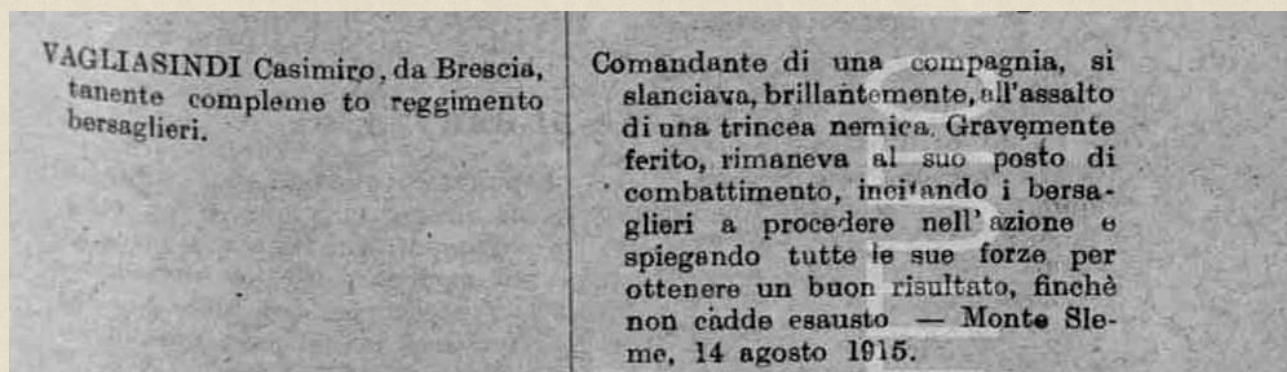 VAGLIASINDI Casimiro, da Brescia,
tanente compleme to reggimento
bersaglieri.
Comandante di una compagnia, si
slanciava, brillantemente, all'assalto
di una trincea nemica. Gravemente
ferito, rimaneva al suo posto di
combattimento, incitando i bersa-
glieri a procedere nell'azione e
spiegando tutte le sue forze per
ottenere un buon risultato, finchè
non cadde esausto — Monte Sle-
me, 14 agosto 1915.